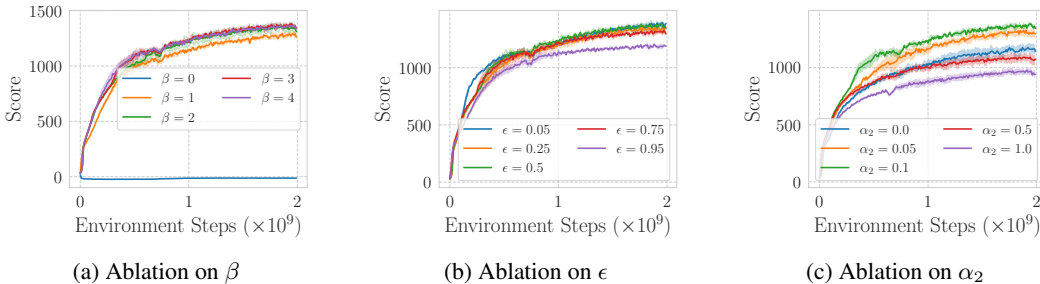 1500
1000
500
0
Score
β = 0
β = 1
β = 2
β = 3
β = 4
0
1
2
Environment Steps (×10⁹)
(a) Ablation on β
1000
500
0
Score
ϵ = 0.05
ϵ = 0.25
ϵ = 0.5
ϵ = 0.75
ϵ = 0.95
0
1
2
Environment Steps (×10⁹)
(b) Ablation on ϵ
1000
500
0
Score
α₂ = 0.0
α₂ = 0.05
α₂ = 0.1
α₂ = 0.5
α₂ = 1.0
0
1
2
Environment Steps (×10⁹)
(c) Ablation on α₂